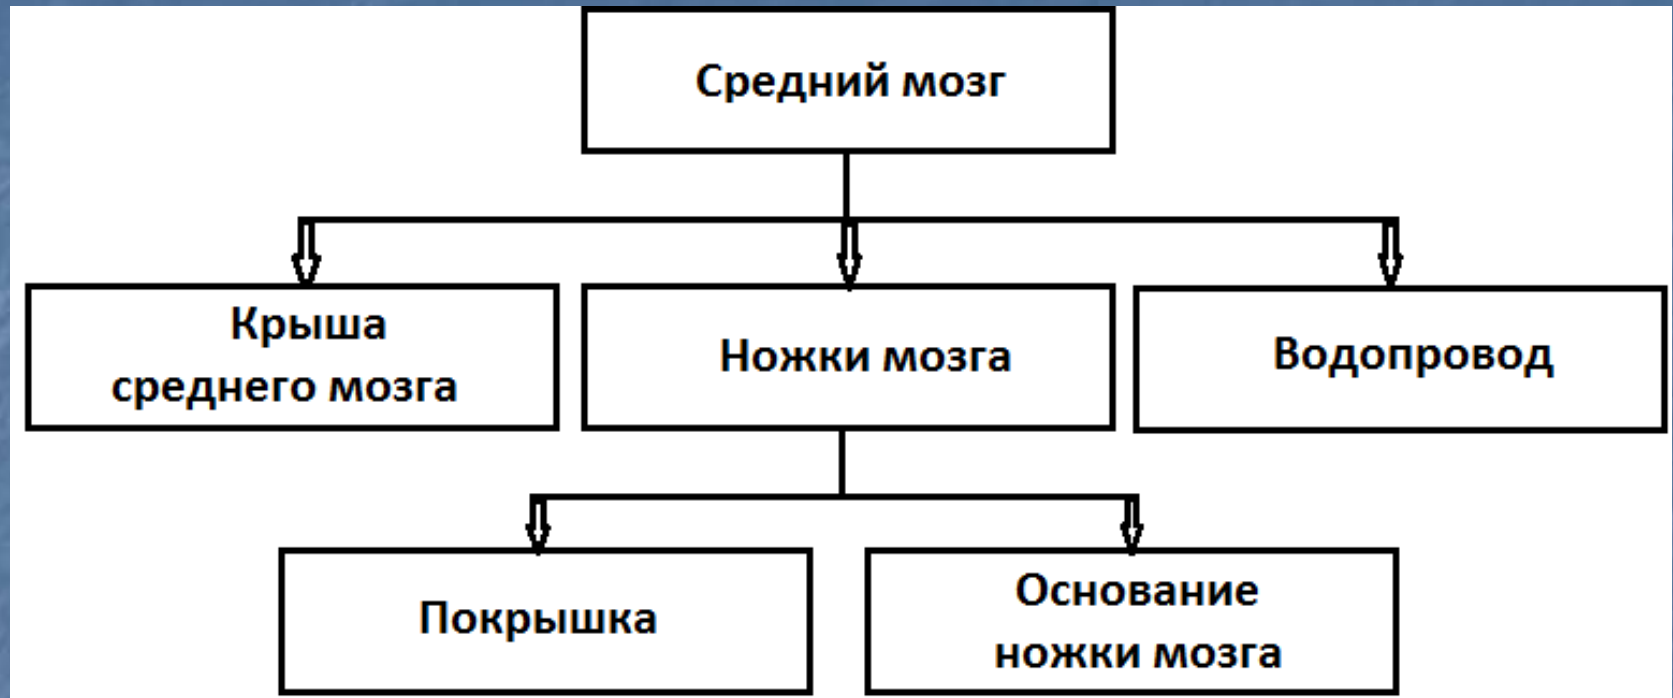 Средний мозг
Крыша
среднего мозга
Ножки мозга
Водопровод
Покрышка
Основание
ножки мозга